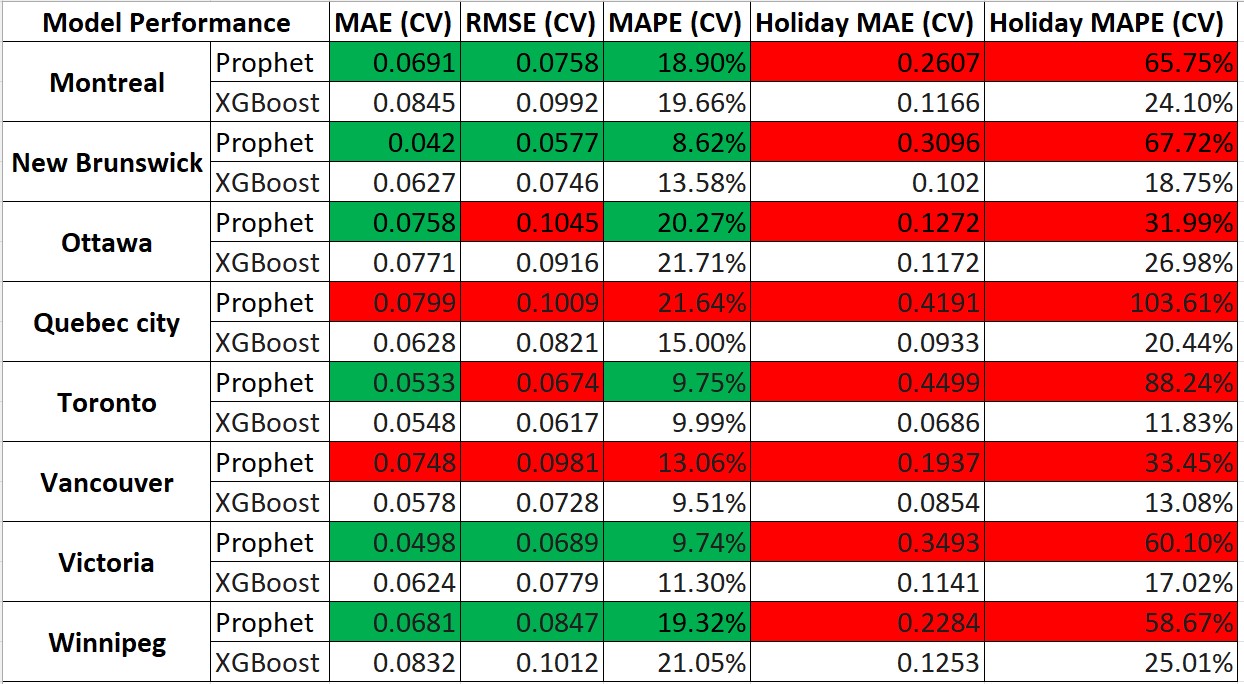 Model Performance MAE (CV) RMSE (CV) MAPE (CV) Holiday MAE (CV) Holiday MAPE (CV)
Montreal Prophet 0.0691 0.0758 18.90% 0.2607 65.75%
XGBoost 0.0845 0.0992 19.66% 0.1166 24.10%
New Brunswick Prophet 0.042 0.0577 8.62% 0.3096 67.72%
XGBoost 0.0627 0.0746 13.58% 0.102 18.75%
Ottawa Prophet 0.0758 0.1045 20.27% 0.1272 31.99%
XGBoost 0.0771 0.0916 21.71% 0.1172 26.98%
Quebec city Prophet 0.0799 0.1009 21.64% 0.4191 103.61%
XGBoost 0.0628 0.0821 15.00% 0.0933 20.44%
Toronto Prophet 0.0533 0.0674 9.75% 0.4499 88.24%
XGBoost 0.0548 0.0617 9.99% 0.0686 11.83%
Vancouver Prophet 0.0748 0.0981 13.06% 0.1937 33.45%
XGBoost 0.0578 0.0728 9.51% 0.0854 13.08%
Victoria Prophet 0.0498 0.0689 9.74% 0.3493 60.10%
XGBoost 0.0624 0.0779 11.30% 0.1141 17.02%
Winnipeg Prophet 0.0681 0.0847 19.32% 0.2284 58.67%
XGBoost 0.0832 0.1012 21.05% 0.1253 25.01%